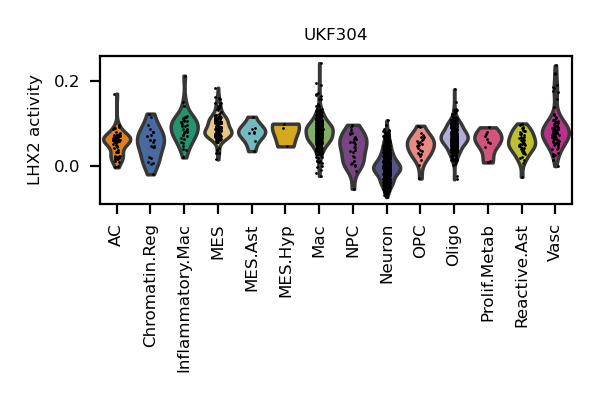 UKF304
LHX2 activity
0.2
0.0
AC
Chromatin.Reg
Inflammatory.Mac
MES
MES.Ast
MES.Hyp
Mac
NPC
Neuron
OPC
Oligo
Prolif.Metab
Reactive.Ast
Vasc